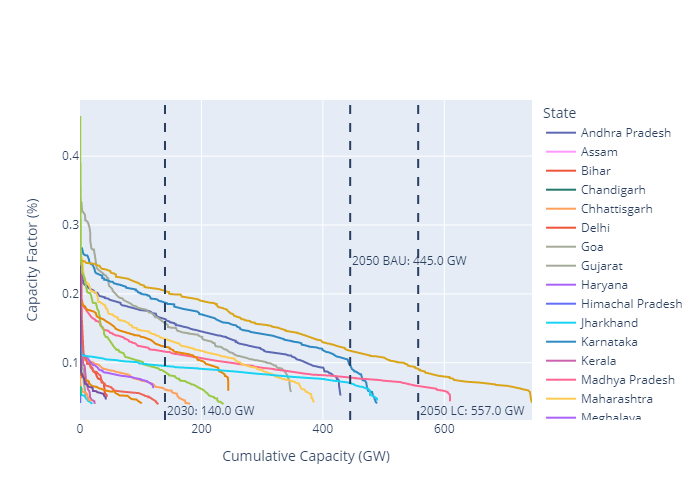 State
Andhra Pradesh
Assam
Bihar
Chandigarh
Chhattisgarh
Delhi
Goa
Gujarat
Haryana
Himachal Pradesh
Jharkhand
Karnataka
Kerala
Madhya Pradesh
Maharashtra
Meghalaya
Capacity Factor (%)
0.4
0.3
0.2
0.1
2050 BAU: 445.0 GW
2030: 140.0 GW
2050 LC: 557.0 GW
0
200
400
600
Cumulative Capacity (GW)